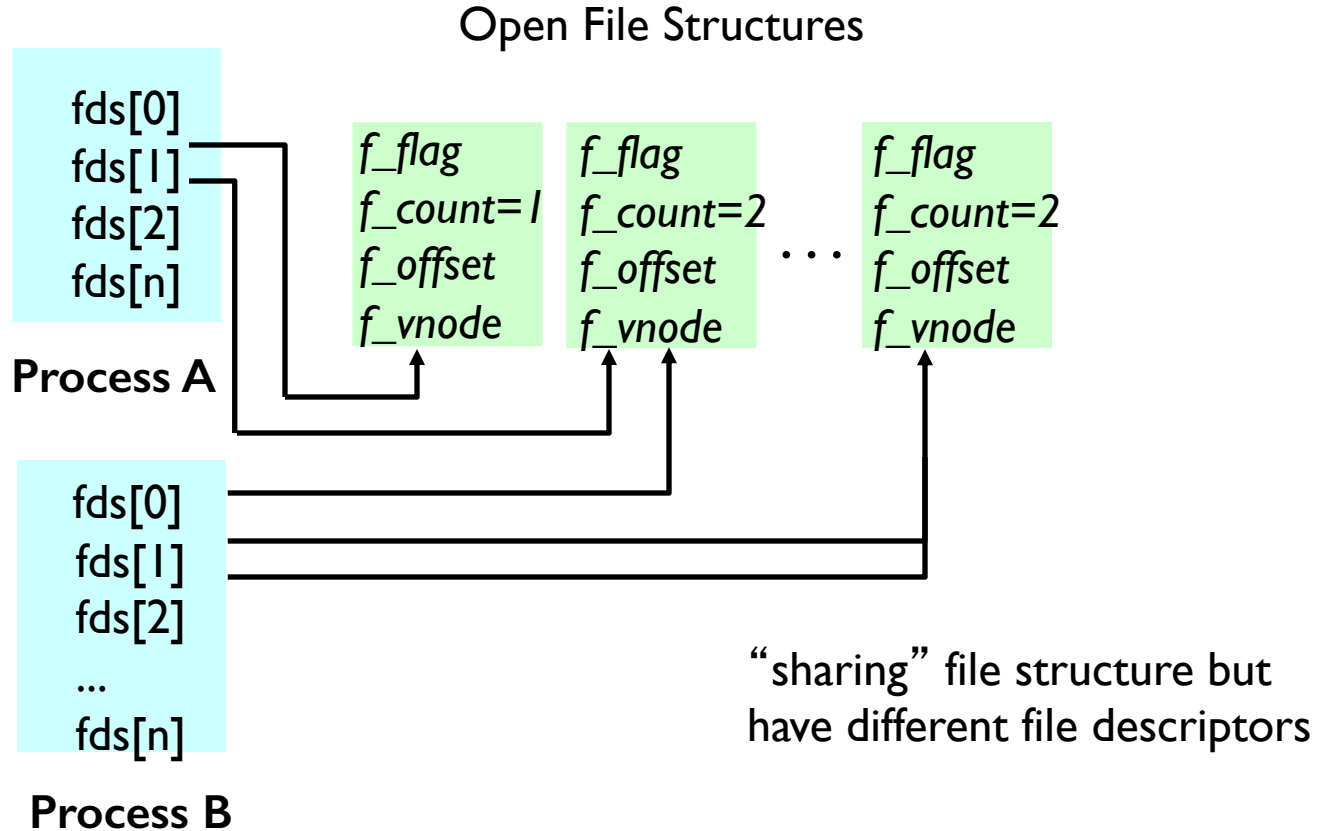 Open File Structures
fds[0]
fds[1]
fds[2]
fds[n]
Process A
f_flag
f_count=1
f_offset
f_vnode
f_flag
f_count=2
f_offset
f_vnode
...
f_flag
f_count=2
f_offset
f_vnode
fds[0]
fds[1]
fds[2]
...
fds[n]
Process B
“sharing” file structure but
have different file descriptors